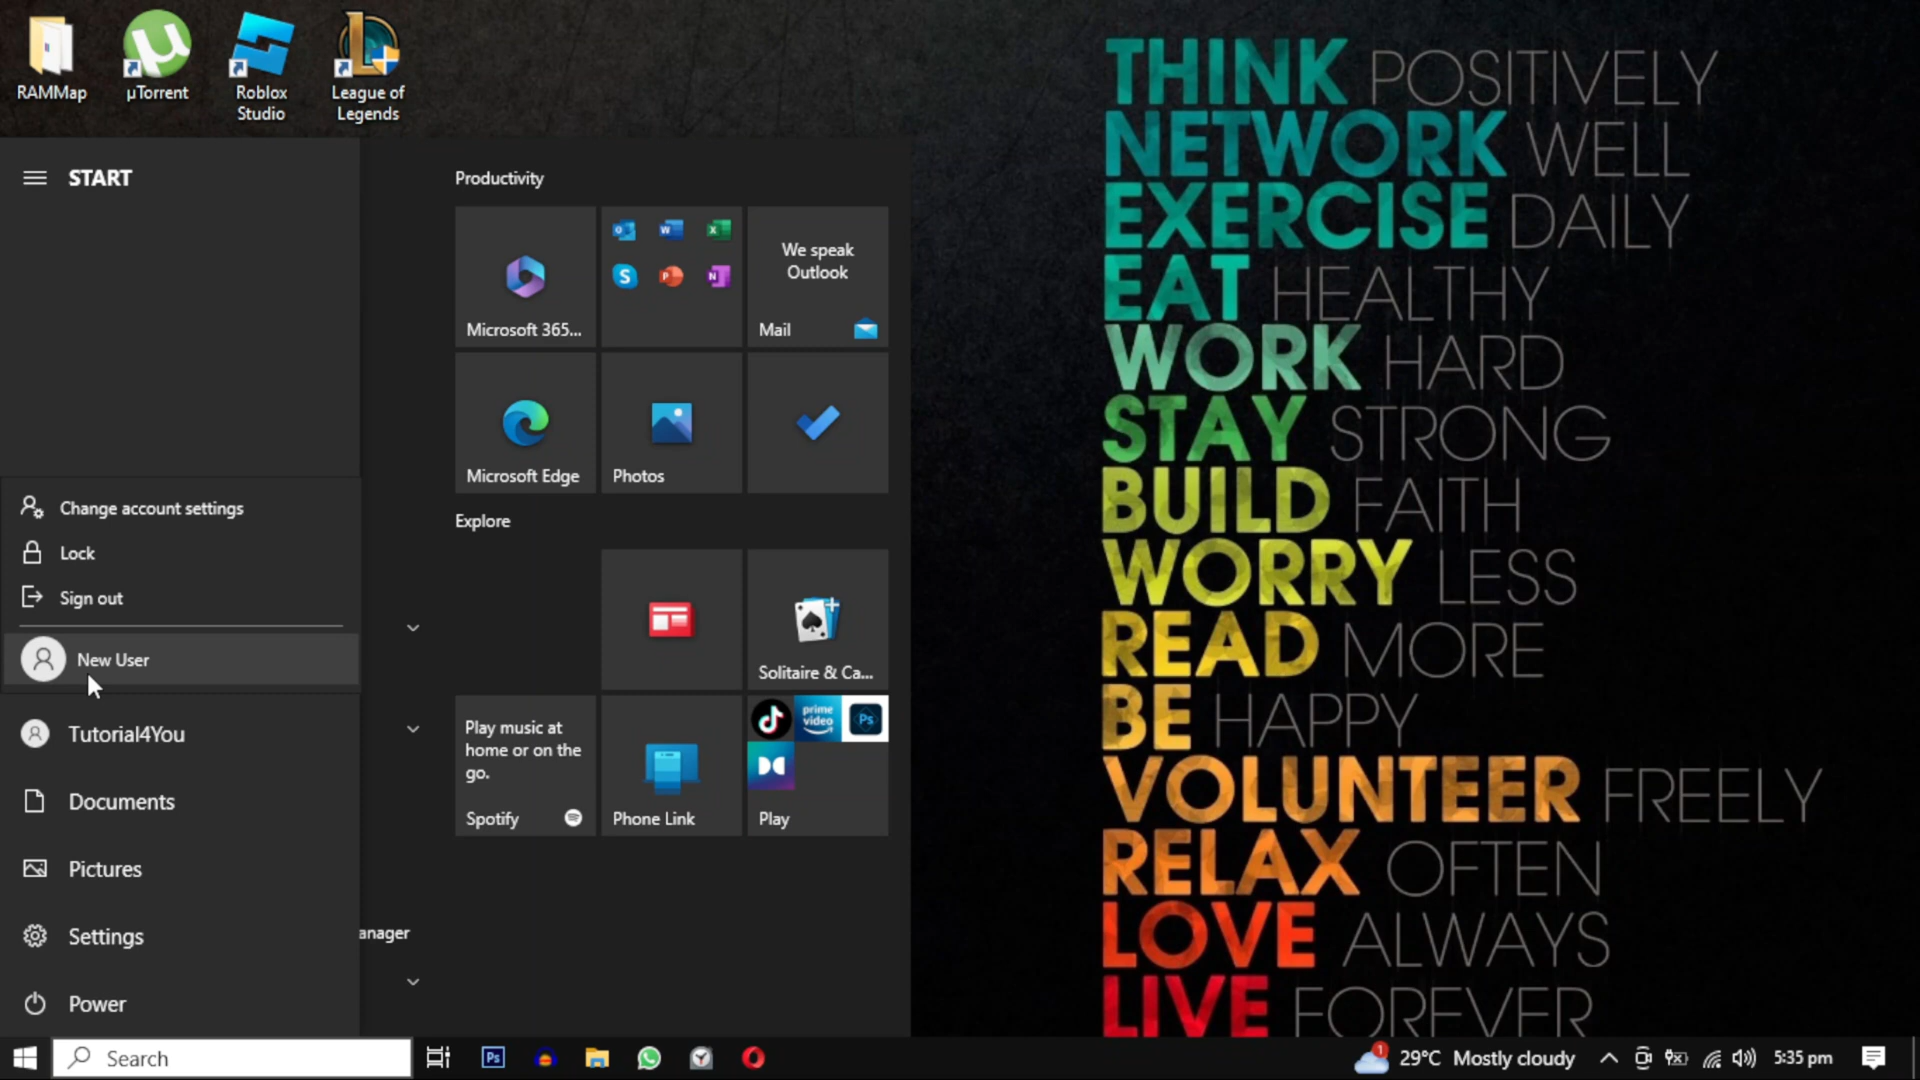 RAMMap
µTorrent
Roblox
Studio
League of
Legends
START
Productivity
Microsoft 365...
We speak
Outlook
Mail
Microsoft Edge
Photos
Explore
Solitaire & Ca...
Play music at
home or on the
go.
Spotify
Phone Link
prime
video
Ps
Play
Change account settings
Lock
Sign out
New User
Tutorial4You
Documents
Pictures
Settings
anager
Power
THINK POSITIVELY
NETWORK WELL
EXERCISE DAILY
EAT HEALTHY
WORK HARD
STAY STRONG
BUILD FAITH
WORRY LESS
READ MORE
BE HAPPY
VOLUNTEER FREELY
RELAX OFTEN
LOVE ALWAYS
LIVE FOREVER
Search
Ps
1
29°C Mostly cloudy
5:35 pm